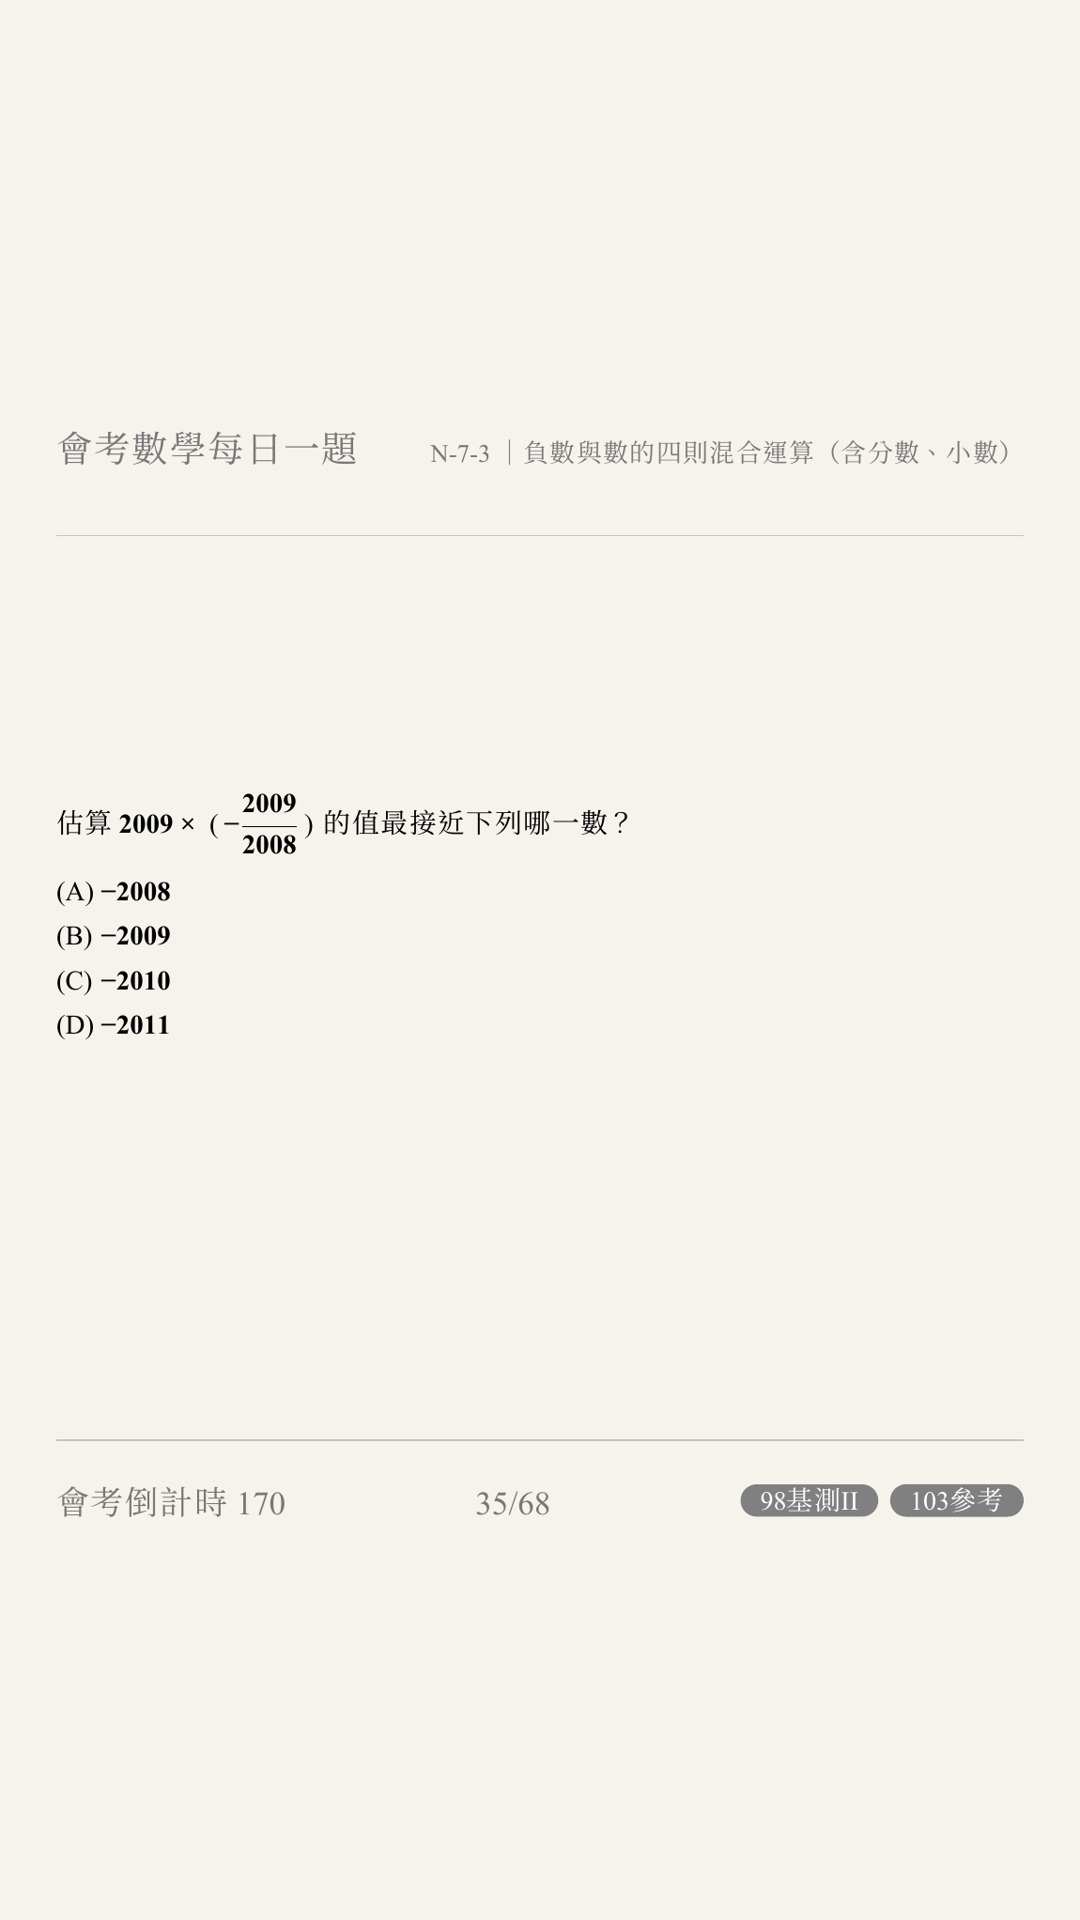 會考數學每日一題
N-7-3｜負數與數的四則混合運算（含分數、小數）
估算 2009 × (−2009/2008) 的值最接近下列哪一數？
(A) −2008
(B) −2009
(C) −2010
(D) −2011
會考倒計時 170
35/68
98基測II
103參考